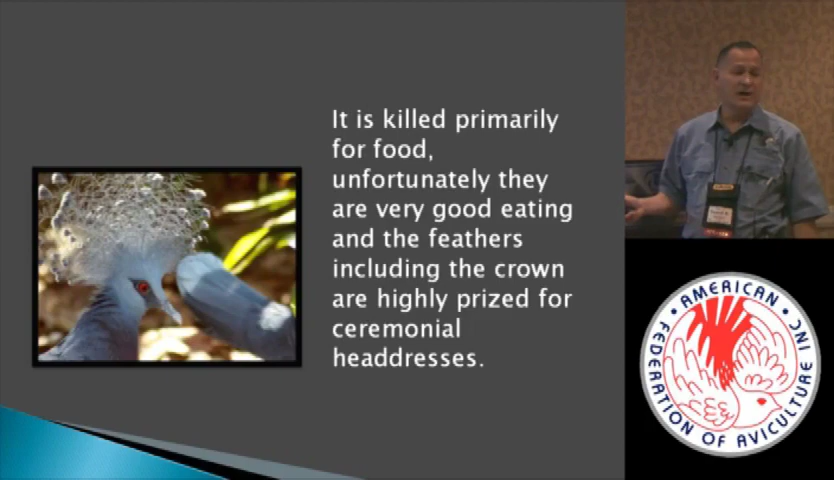 It is killed primarily
for food,
unfortunately they
are very good eating
and the feathers
including the crown
are highly prized for
ceremonial
headdresses.
AMERICAN
FEDERATION OF AVICULTURE
INC